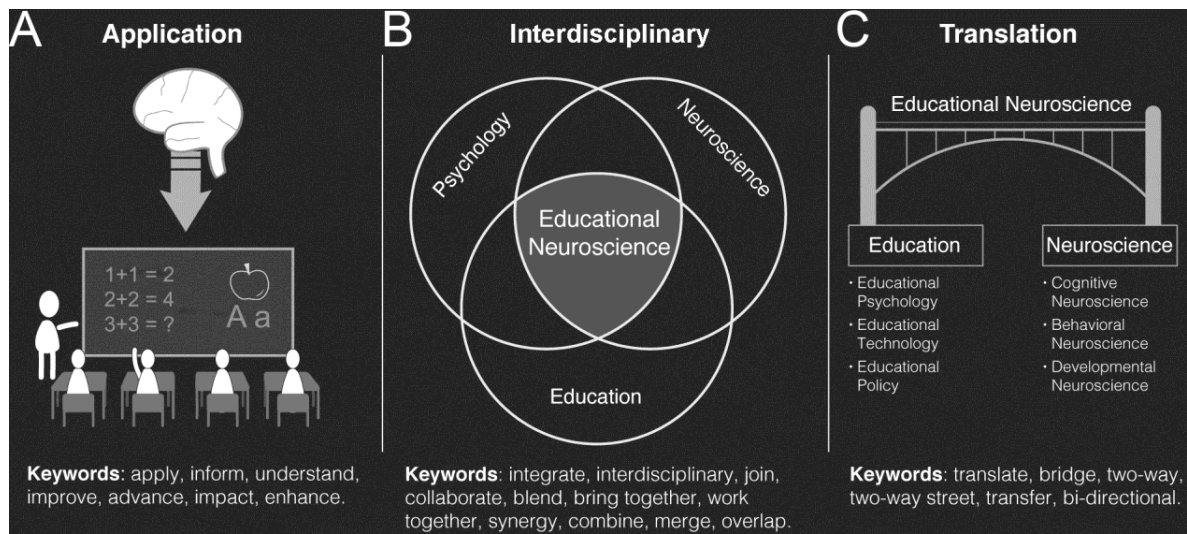 A Application
1+1 = 2
2+2 = 4
3+3 = ?
A a
Keywords: apply, inform, understand,
improve, advance, impact, enhance.
B Interdisciplinary
Psychology
Neuroscience
Educational
Neuroscience
Education
Keywords: integrate, interdisciplinary, join,
collaborate, blend, bring together, work
together, synergy, combine, merge, overlap.
C Translation
Educational Neuroscience
Education
· Educational
Psychology
· Educational
Technology
· Educational
Policy
Neuroscience
· Cognitive
Neuroscience
· Behavioral
Neuroscience
· Developmental
Neuroscience
Keywords: translate, bridge, two-way,
two-way street, transfer, bi-directional.